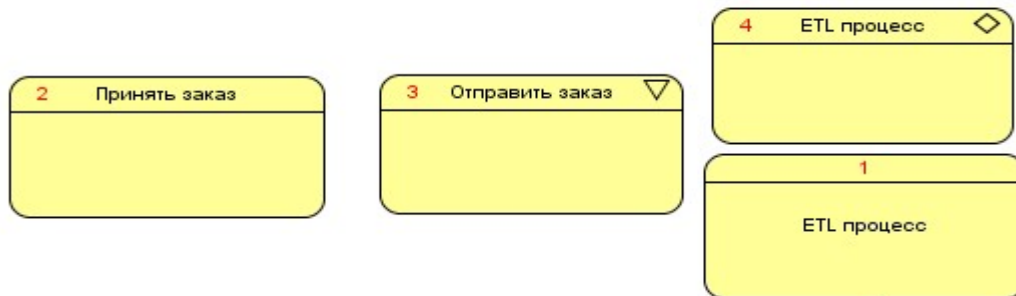 4 ETL процесс
2 Принять заказ
3 Отправить заказ
1
ETL процесс